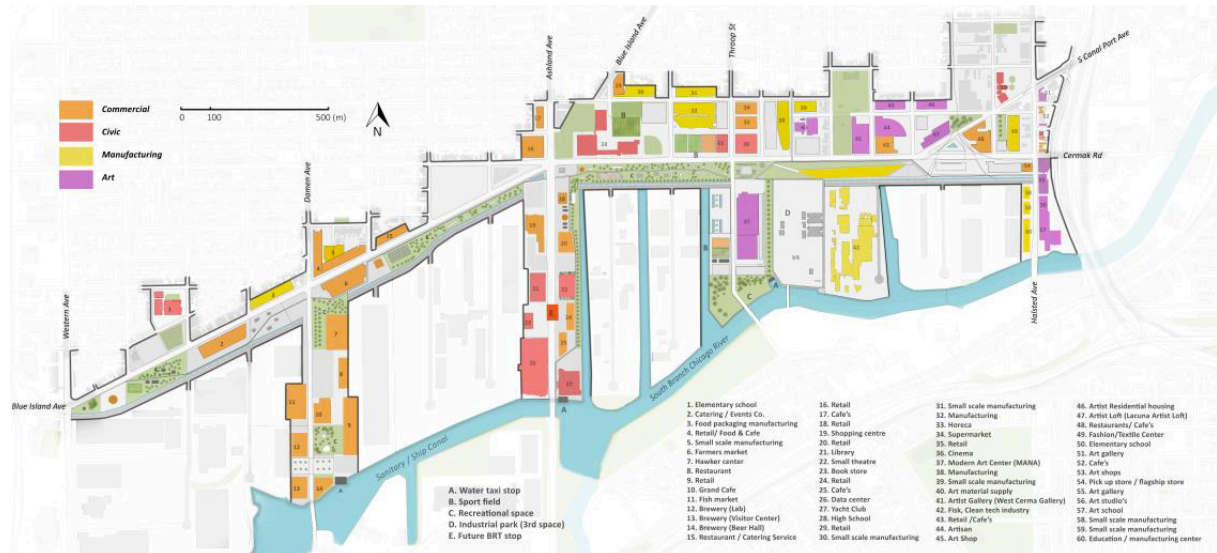 Commercial
Civic
Manufacturing
Art
0 100 500 (m)
N
Western Ave
Blue Island Ave
Damen Ave
Ashland Ave
Blue Island Ave
Throop St
S Canal Port Ave
Cermak Rd
Halsted Ave
South Branch Chicago River
Sanitary / Ship Canal
A. Water taxi stop
B. Sport field
C. Recreational space
D. Industrial park (3rd space)
E. Future BRT stop
1. Elementary school
2. Catering / Events Co.
3. Food packaging manufacturing
4. Retail/ Food & Cafe
5. Small scale manufacturing
6. Farmers market
7. Hawker center
8. Restaurant
9. Retail
10. Grand Cafe
11. Fish market
12. Brewery (Lab)
13. Brewery (Visitor Center)
14. Brewery (Beer Hall)
15. Restaurant / Catering Service
16. Retail
17. Cafe's
18. Retail
19. Shopping centre
20. Retail
21. Library
22. Small theatre
23. Book store
24. Retail
25. Cafe's
26. Data center
27. Yacht Club
28. High School
29. Retail
30. Small scale manufacturing
31. Small scale manufacturing
32. Manufacturing
33. Horeca
34. Supermarket
35. Retail
36. Cinema
37. Modern Art Center (MANA)
38. Manufacturing
39. Small scale manufacturing
40. Art material supply
41. Artist Gallery (West Cerma Gallery)
42. Fisk, Clean tech industry
43. Retail /Cafe's
44. Artisan
45. Art Shop
46. Artist Residential housing
47. Artist Loft (Lacuna Artist Loft)
48. Restaurants/ Cafe's
49. Fashion/Textile Center
50. Elementary school
51. Art gallery
52. Cafe's
53. Art shops
54. Pick up store / flagship store
55. Art gallery
56. Art studio's
57. Art school
58. Small scale manufacturing
59. Small scale manufacturing
60. Education / manufacturing center